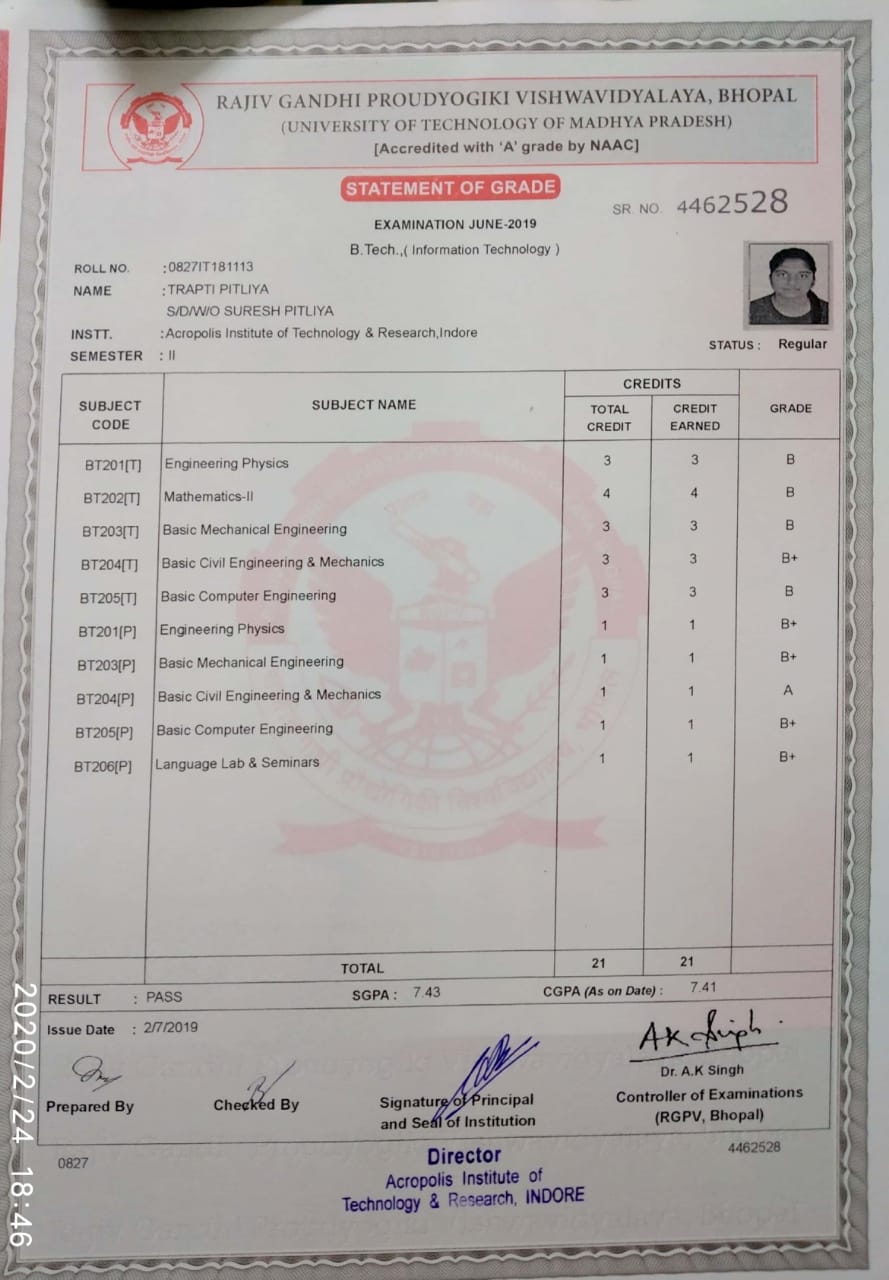 RAJIV GANDHI PROUDYOGIKI VISHWAVIDYALAYA, BHOPAL
(UNIVERSITY OF TECHNOLOGY OF MADHYA PRADESH)
[Accredited with 'A' grade by NAAC]
STATEMENT OF GRADE
SR. NO. 4462528
EXAMINATION JUNE-2019
B.Tech.,( Information Technology )
ROLL NO. :0827IT181113
NAME :TRAPTI PITLIYA
S/D/W/O SURESH PITLIYA
INSTT. :Acropolis Institute of Technology & Research,Indore
SEMESTER : II
STATUS : Regular
SUBJECT CODE SUBJECT NAME CREDITS GRADE
TOTAL CREDIT CREDIT EARNED
BT201[T] Engineering Physics 3 3 B
BT202[T] Mathematics-II 4 4 B
BT203[T] Basic Mechanical Engineering 3 3 B
BT204[T] Basic Civil Engineering & Mechanics 3 3 B+
BT205[T] Basic Computer Engineering 3 3 B
BT201[P] Engineering Physics 1 1 B+
BT203[P] Basic Mechanical Engineering 1 1 B+
BT204[P] Basic Civil Engineering & Mechanics 1 1 A
BT205[P] Basic Computer Engineering 1 1 B+
BT206[P] Language Lab & Seminars 1 1 B+
TOTAL 21 21
RESULT : PASS SGPA : 7.43 CGPA (As on Date) : 7.41
Issue Date : 2/7/2019
AK Singh
Dr. A.K Singh
Prepared By Checked By Signature of Principal Controller of Examinations
and Seal of Institution (RGPV, Bhopal)
0827 4462528
Director
Acropolis Institute of
Technology & Research, INDORE
2020/2/24 18:46